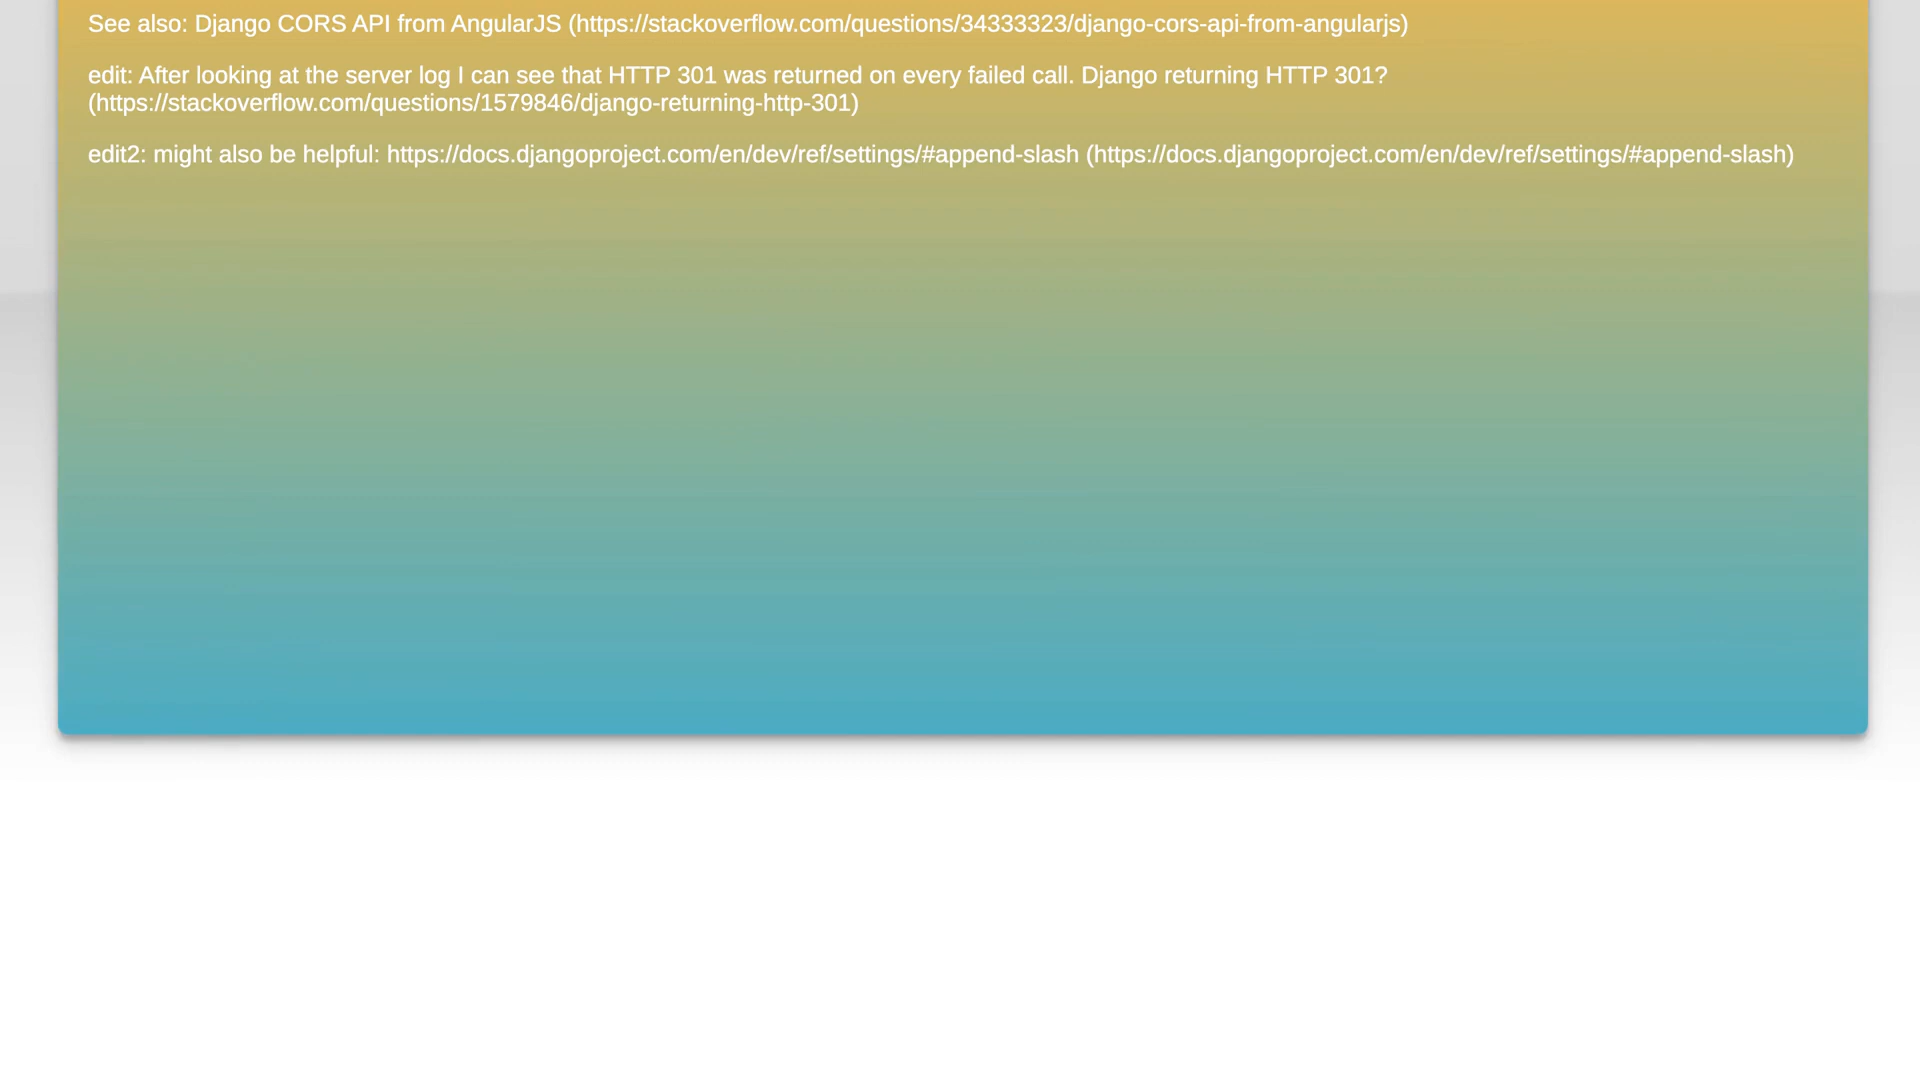 See also: Django CORS API from AngularJS (https://stackoverflow.com/questions/34333323/django-cors-api-from-angularjs)
edit: After looking at the server log I can see that HTTP 301 was returned on every failed call. Django returning HTTP 301?
(https://stackoverflow.com/questions/1579846/django-returning-http-301)
edit2: might also be helpful: https://docs.djangoproject.com/en/dev/ref/settings/#append-slash (https://docs.djangoproject.com/en/dev/ref/settings/#append-slash)